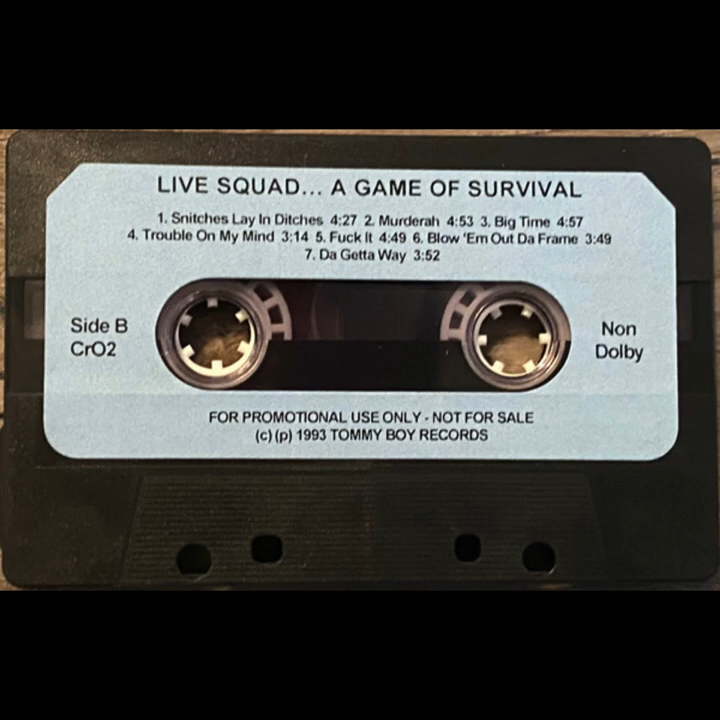 LIVE SQUAD... A GAME OF SURVIVAL
1. Snitches Lay In Ditches 4:27 2. Murderah 4:53 3. Big Time 4:57
4. Trouble On My Mind 3:14 5. Fuck It 4:49 6. Blow 'Em Out Da Frame 3:49
7. Da Getta Way 3:52
Side B
CrO2
Non
Dolby
FOR PROMOTIONAL USE ONLY - NOT FOR SALE
(c) (p) 1993 TOMMY BOY RECORDS